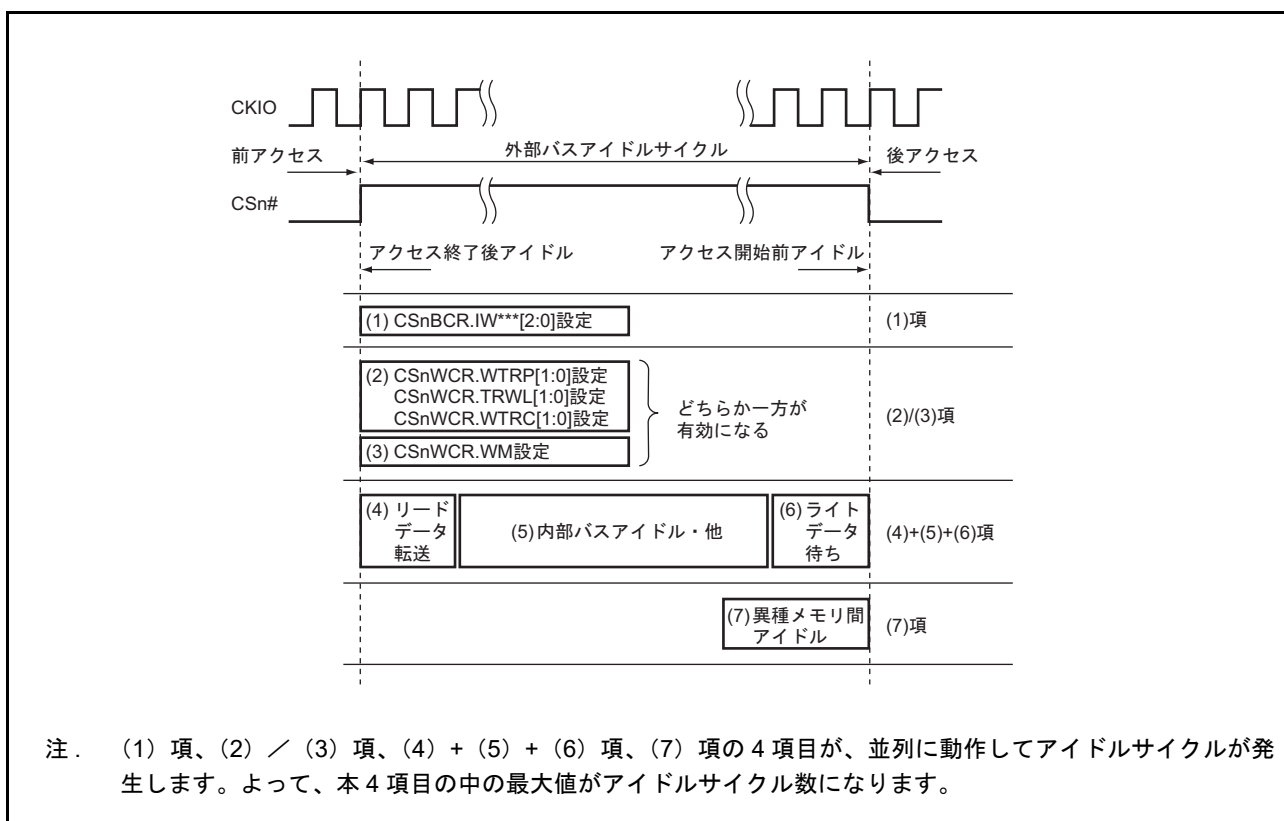 CKIO
前アクセス
外部バスアイドルサイクル
後アクセス
CSn#
アクセス終了後アイドル
アクセス開始前アイドル
(1) CSnBCR.IW***[2:0]設定
(1)項
(2) CSnWCR.WTRP[1:0]設定
CSnWCR.TRWL[1:0]設定
CSnWCR.WTRC[1:0]設定
どちらか一方が
有効になる
(2)/(3)項
(3) CSnWCR.WM設定
(4) リード
データ
転送
(5)内部バスアイドル・他
(6)ライト
データ
待ち
(4)+(5)+(6)項
(7)異種メモリ間
アイドル
(7)項
注 . (1)項、(2)／(3)項、(4)+(5)+(6)項、(7)項の 4 項目が、並列に動作してアイドルサイクルが発
生します。よって、本 4 項目の中の最大値がアイドルサイクル数になります。